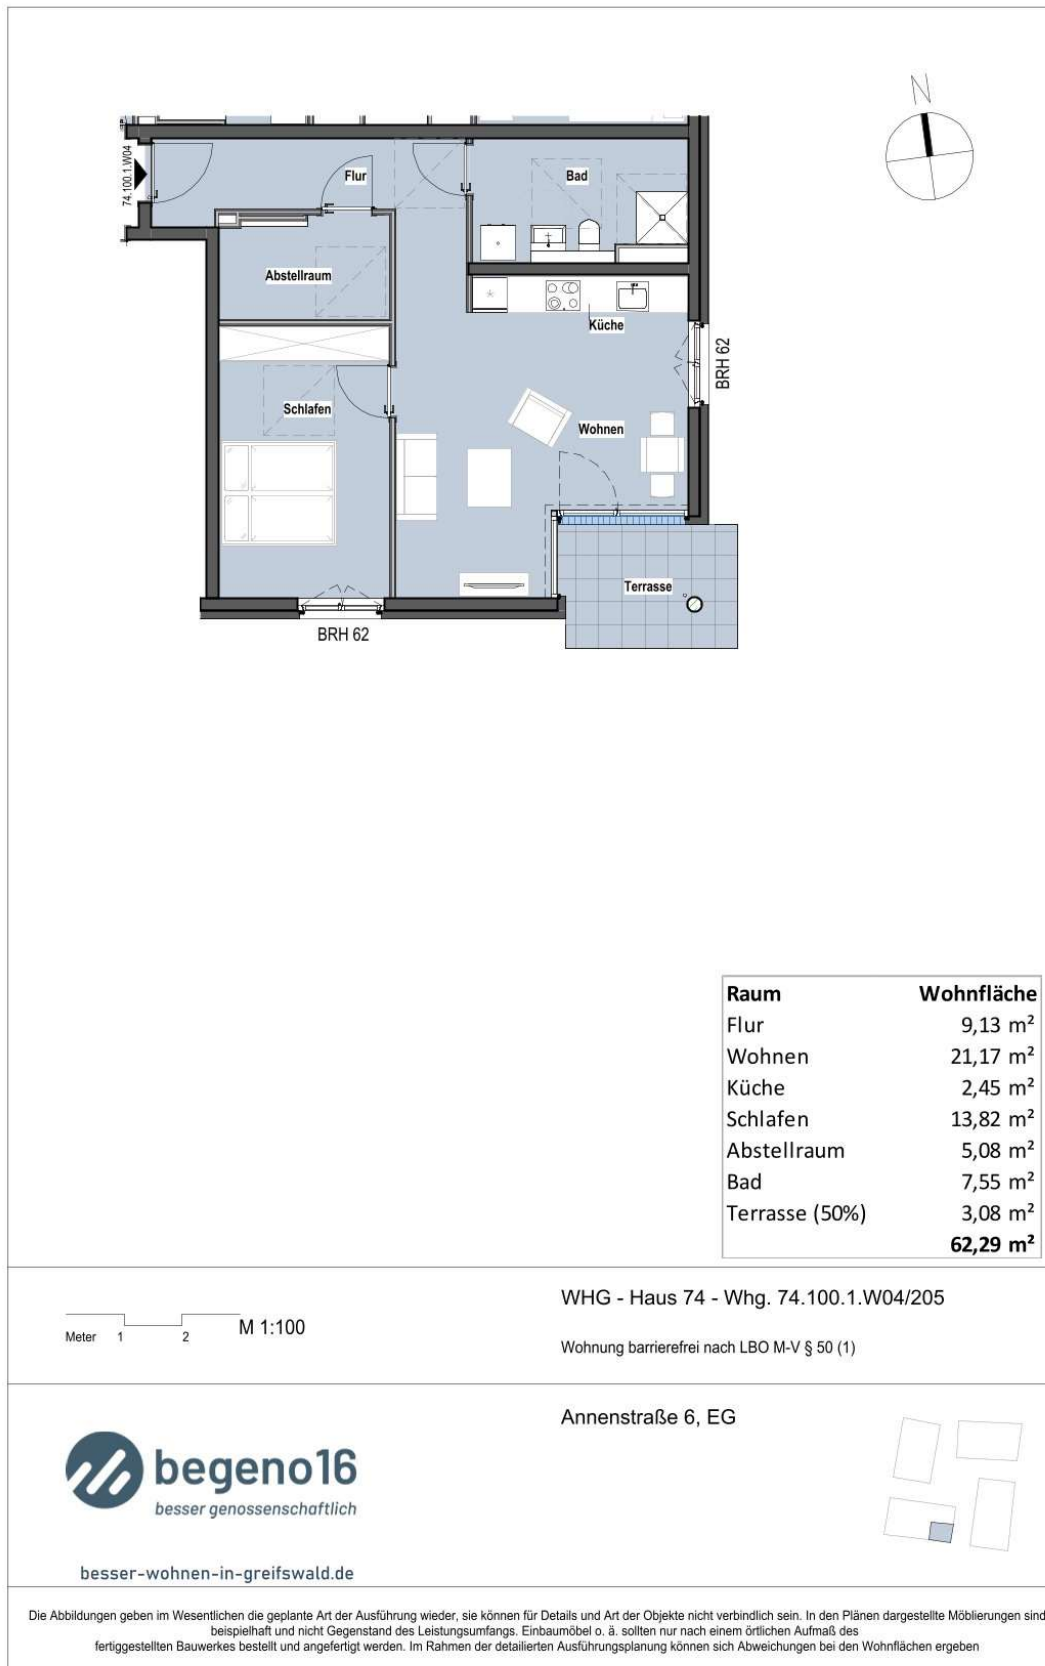 N
74.100.1.W04
Flur
Bad
Abstellraum
Küche
BRH 62
Schlafen
Wohnen
Terrasse
BRH 62
Raum Wohnfläche
Flur 9,13 m²
Wohnen 21,17 m²
Küche 2,45 m²
Schlafen 13,82 m²
Abstellraum 5,08 m²
Bad 7,55 m²
Terrasse (50%) 3,08 m²
62,29 m²
Meter 1 2 M 1:100
WHG - Haus 74 - Whg. 74.100.1.W04/205
Wohnung barrierefrei nach LBO M-V § 50 (1)
Annenstraße 6, EG
begeno16
besser genossenschaftlich
besser-wohnen-in-greifswald.de
Die Abbildungen geben im Wesentlichen die geplante Art der Ausführung wieder, sie können für Details und Art der Objekte nicht verbindlich sein. In den Plänen dargestellte Möblierungen sind
beispielhaft und nicht Gegenstand des Leistungsumfangs. Einbaumöbel o. ä. sollten nur nach einem örtlichen Aufmaß des
fertiggestellten Bauwerkes bestellt und angefertigt werden. Im Rahmen der detailierten Ausführungsplanung können sich Abweichungen bei den Wohnflächen ergeben